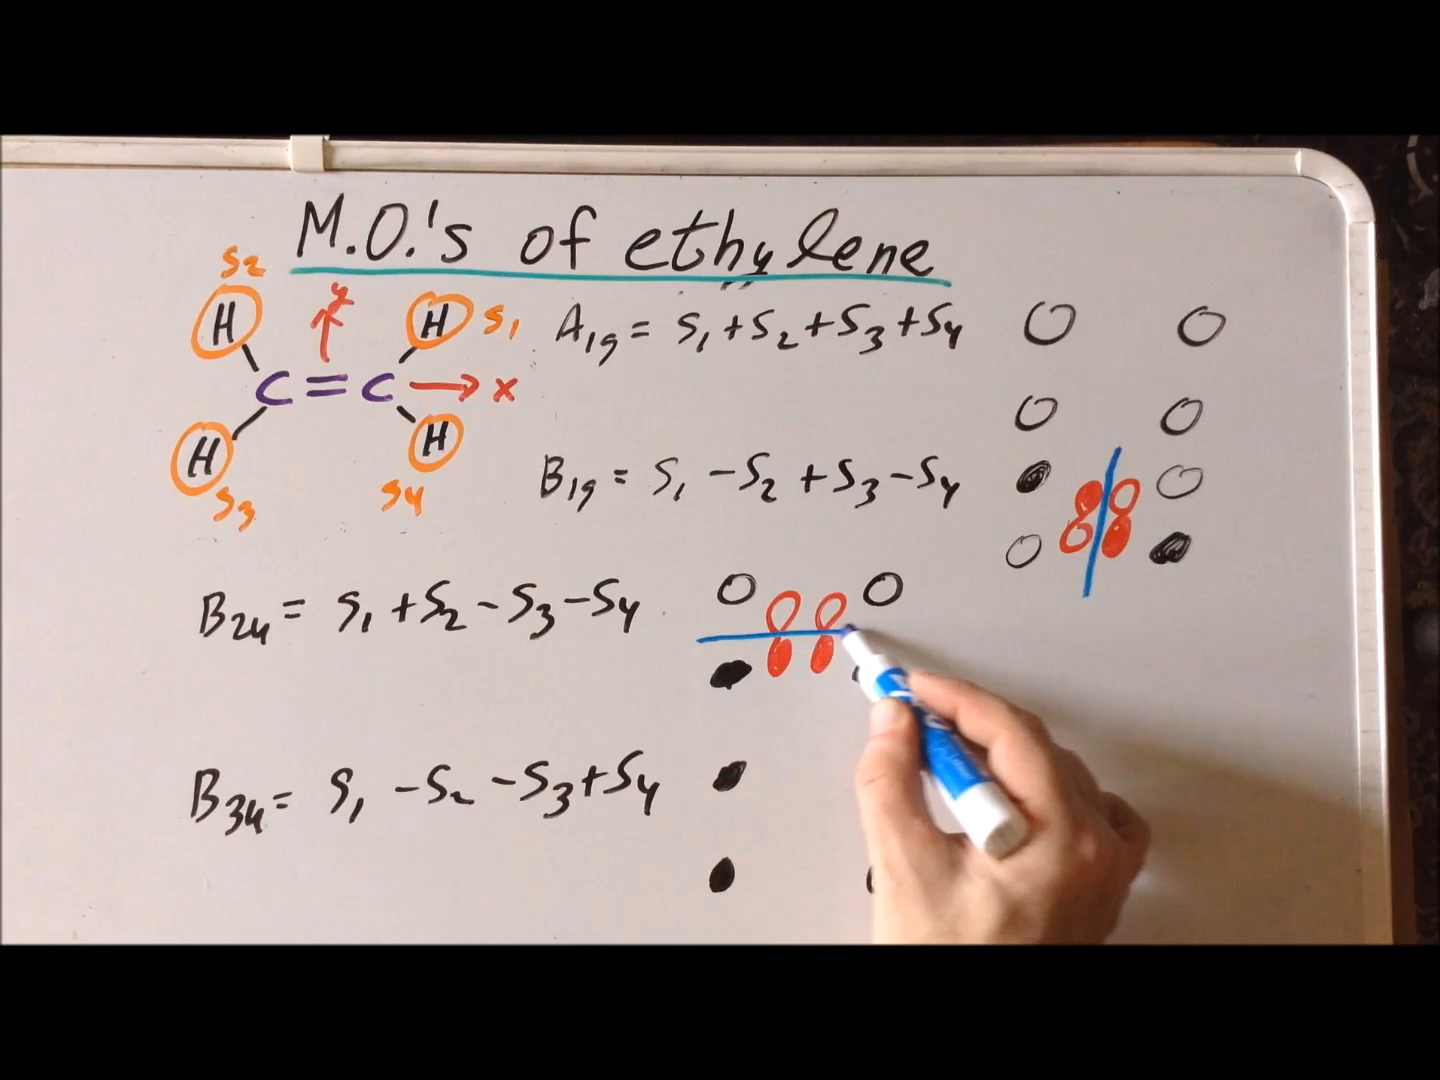 M.O.'s of ethylene
S2
H
y
H S1
C = C → x
H
H
S3
S4
A1g = S1 + S2 + S3 + S4
B1g = S1 - S2 + S3 - S4
B2u = S1 + S2 - S3 - S4
B3u = S1 - S2 - S3 + S4